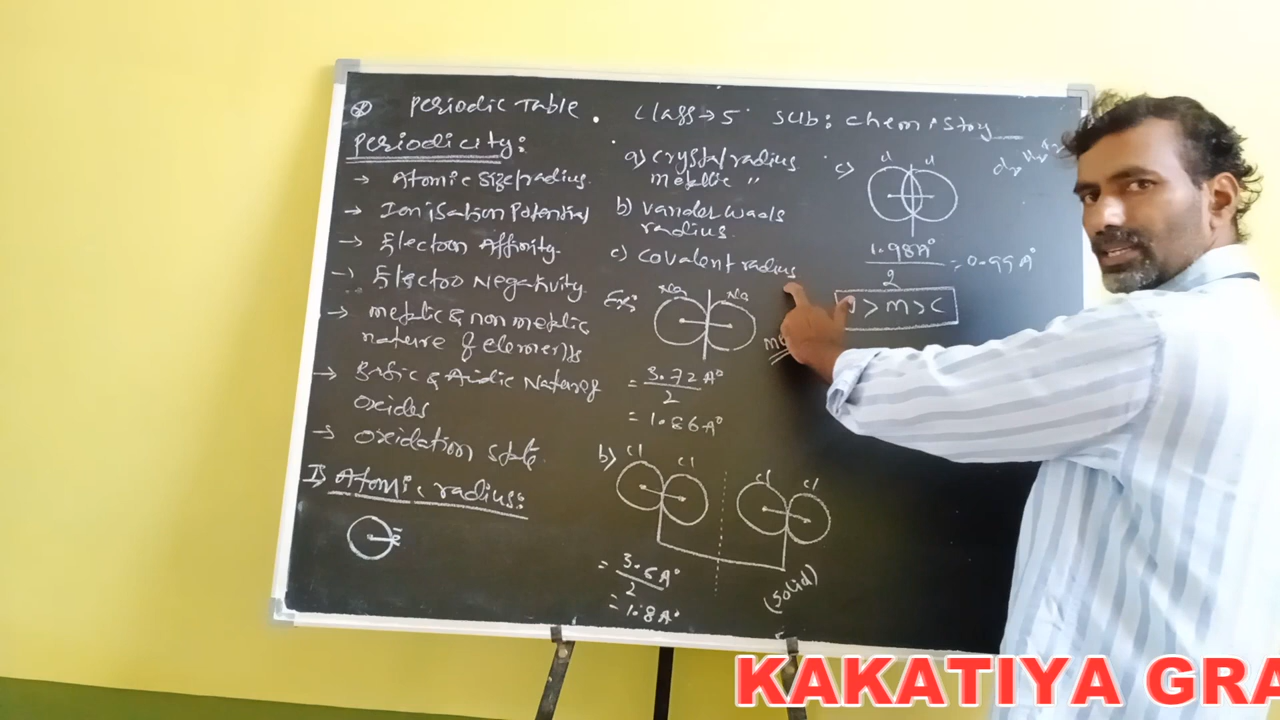 Periodic Table. Class→5 Sub: Chemistry
Periodicity:
→ Atomic Size/radius.
→ Ionisation Potential
→ Electron Affinity.
→ Electro Negativity.
→ metallic & non metallic
nature of elements
→ Basic & Acidic Nature of
oxides
→ oxidation state.
I) Atomic radius:
a) Crystal radius
metallic "
b) Vander Waals
radius.
c) Covalent radius
Ex:
Na Na
= 3.72A°
2
= 1.86A°
b) Cl Cl Cl Cl
(solid)
= 3.6A°
2
= 1.8A°
c) Cl Cl
1.98A° = 0.99A°
2
> m > C
KAKATIYA GRA